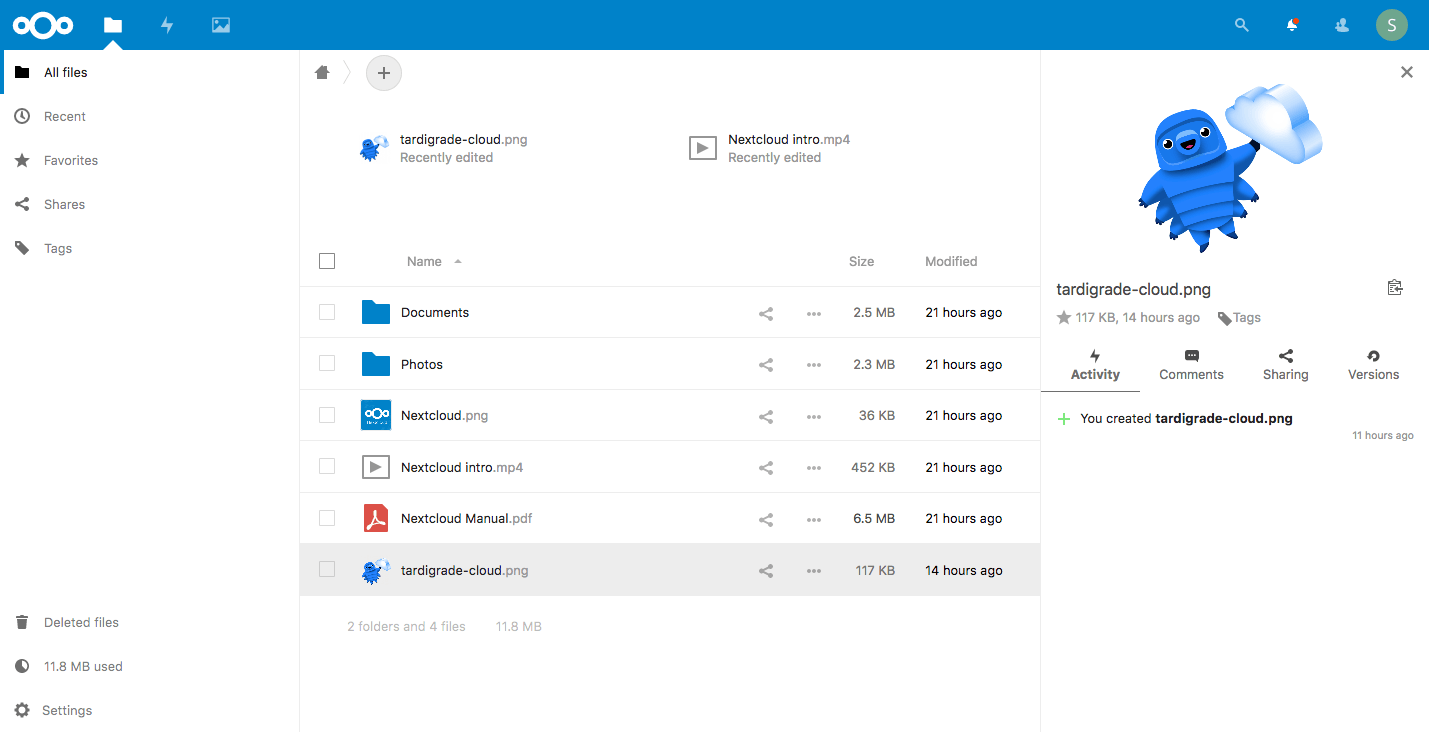 S
All files
Recent
Favorites
Shares
Tags
Deleted files
11.8 MB used
Settings
tardigrade-cloud.png
Recently edited
Nextcloud intro.mp4
Recently edited
Name Size Modified
Documents 2.5 MB 21 hours ago
Photos 2.3 MB 21 hours ago
Nextcloud.png 36 KB 21 hours ago
Nextcloud intro.mp4 452 KB 21 hours ago
Nextcloud Manual.pdf 6.5 MB 21 hours ago
tardigrade-cloud.png 117 KB 14 hours ago
2 folders and 4 files 11.8 MB
tardigrade-cloud.png
117 KB, 14 hours ago Tags
Activity Comments Sharing Versions
You created tardigrade-cloud.png
11 hours ago